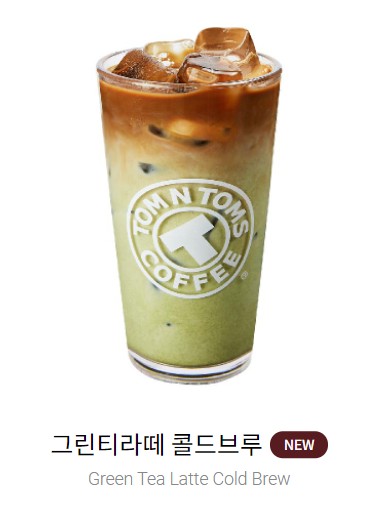 TOM N TOMS
COFFEE
®
그린티라떼 콜드브루 NEW
Green Tea Latte Cold Brew